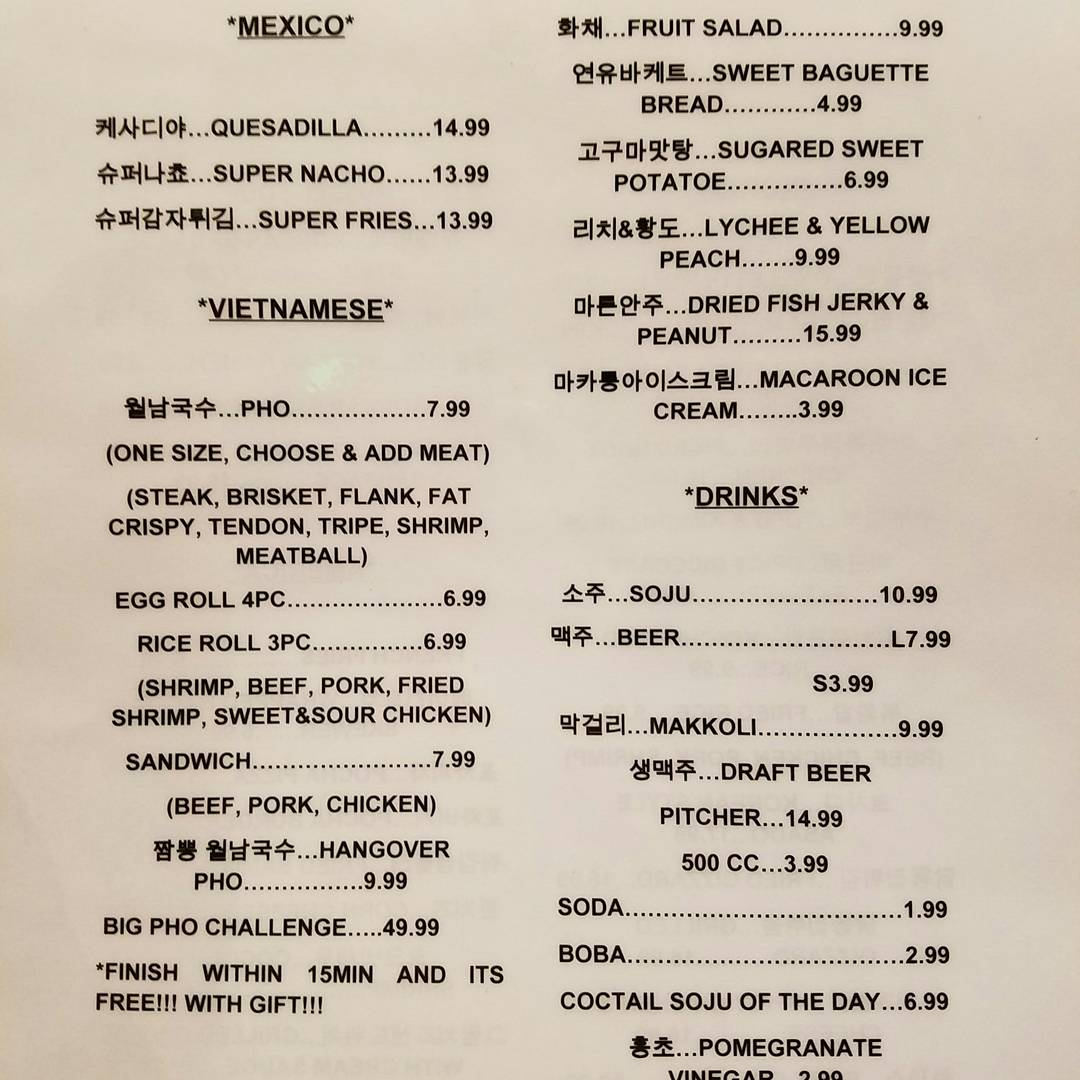 *MEXICO*
케사디야...QUESADILLA.........14.99
슈퍼나쵸...SUPER NACHO......13.99
슈퍼감자튀김...SUPER FRIES...13.99
*VIETNAMESE*
월남국수...PHO..................7.99
(ONE SIZE, CHOOSE & ADD MEAT)
(STEAK, BRISKET, FLANK, FAT
CRISPY, TENDON, TRIPE, SHRIMP,
MEATBALL)
EGG ROLL 4PC.....................6.99
RICE ROLL 3PC...............6.99
(SHRIMP, BEEF, PORK, FRIED
SHRIMP, SWEET&SOUR CHICKEN)
SANDWICH........................7.99
(BEEF, PORK, CHICKEN)
짬뽕 월남국수...HANGOVER
PHO................9.99
BIG PHO CHALLENGE.....49.99
*FINISH WITHIN 15MIN AND ITS
FREE!!! WITH GIFT!!!
화채...FRUIT SALAD...............9.99
연유바케트...SWEET BAGUETTE
BREAD............4.99
고구마맛탕...SUGARED SWEET
POTATOE...............6.99
리치&황도...LYCHEE & YELLOW
PEACH.......9.99
마른안주...DRIED FISH JERKY &
PEANUT.........15.99
마카롱아이스크림...MACAROON ICE
CREAM........3.99
*DRINKS*
소주...SOJU.........................10.99
맥주...BEER............................L7.99
S3.99
막걸리...MAKKOLI..................9.99
생맥주...DRAFT BEER
PITCHER...14.99
500 CC...3.99
SODA.....................................1.99
BOBA.....................................2.99
COCTAIL SOJU OF THE DAY...6.99
홍초...POMEGRANATE
VINEGAR...2.99